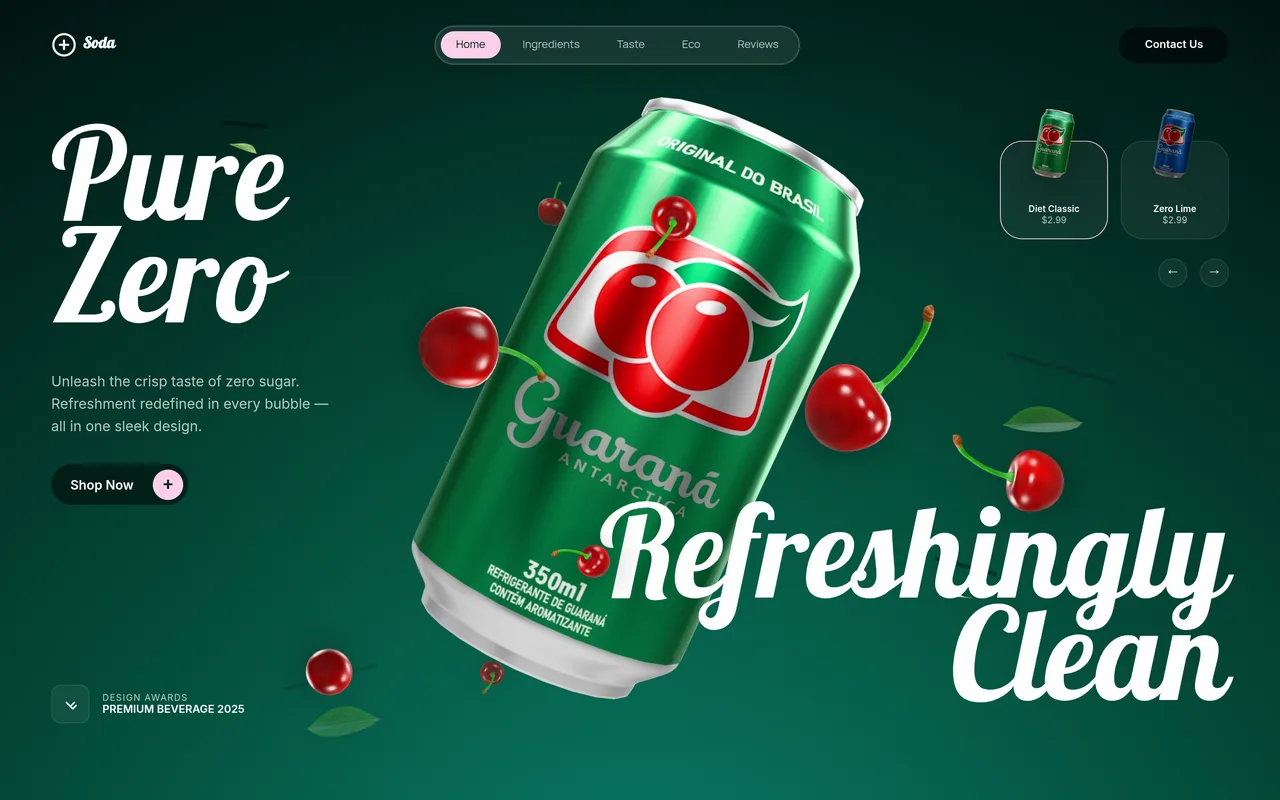 Soda
Home
Ingredients
Taste
Eco
Reviews
Contact Us
Pure
Zero
Unleash the crisp taste of zero sugar.
Refreshment redefined in every bubble —
all in one sleek design.
Shop Now
ORIGINAL DO BRASIL
Guaraná
ANTARCTICA
350ml
REFRIGERANTE DE GUARANÁ
CONTÉM AROMATIZANTE
Diet Classic
$2.99
Zero Lime
$2.99
Refreshingly
Clean
DESIGN AWARDS
PREMIUM BEVERAGE 2025